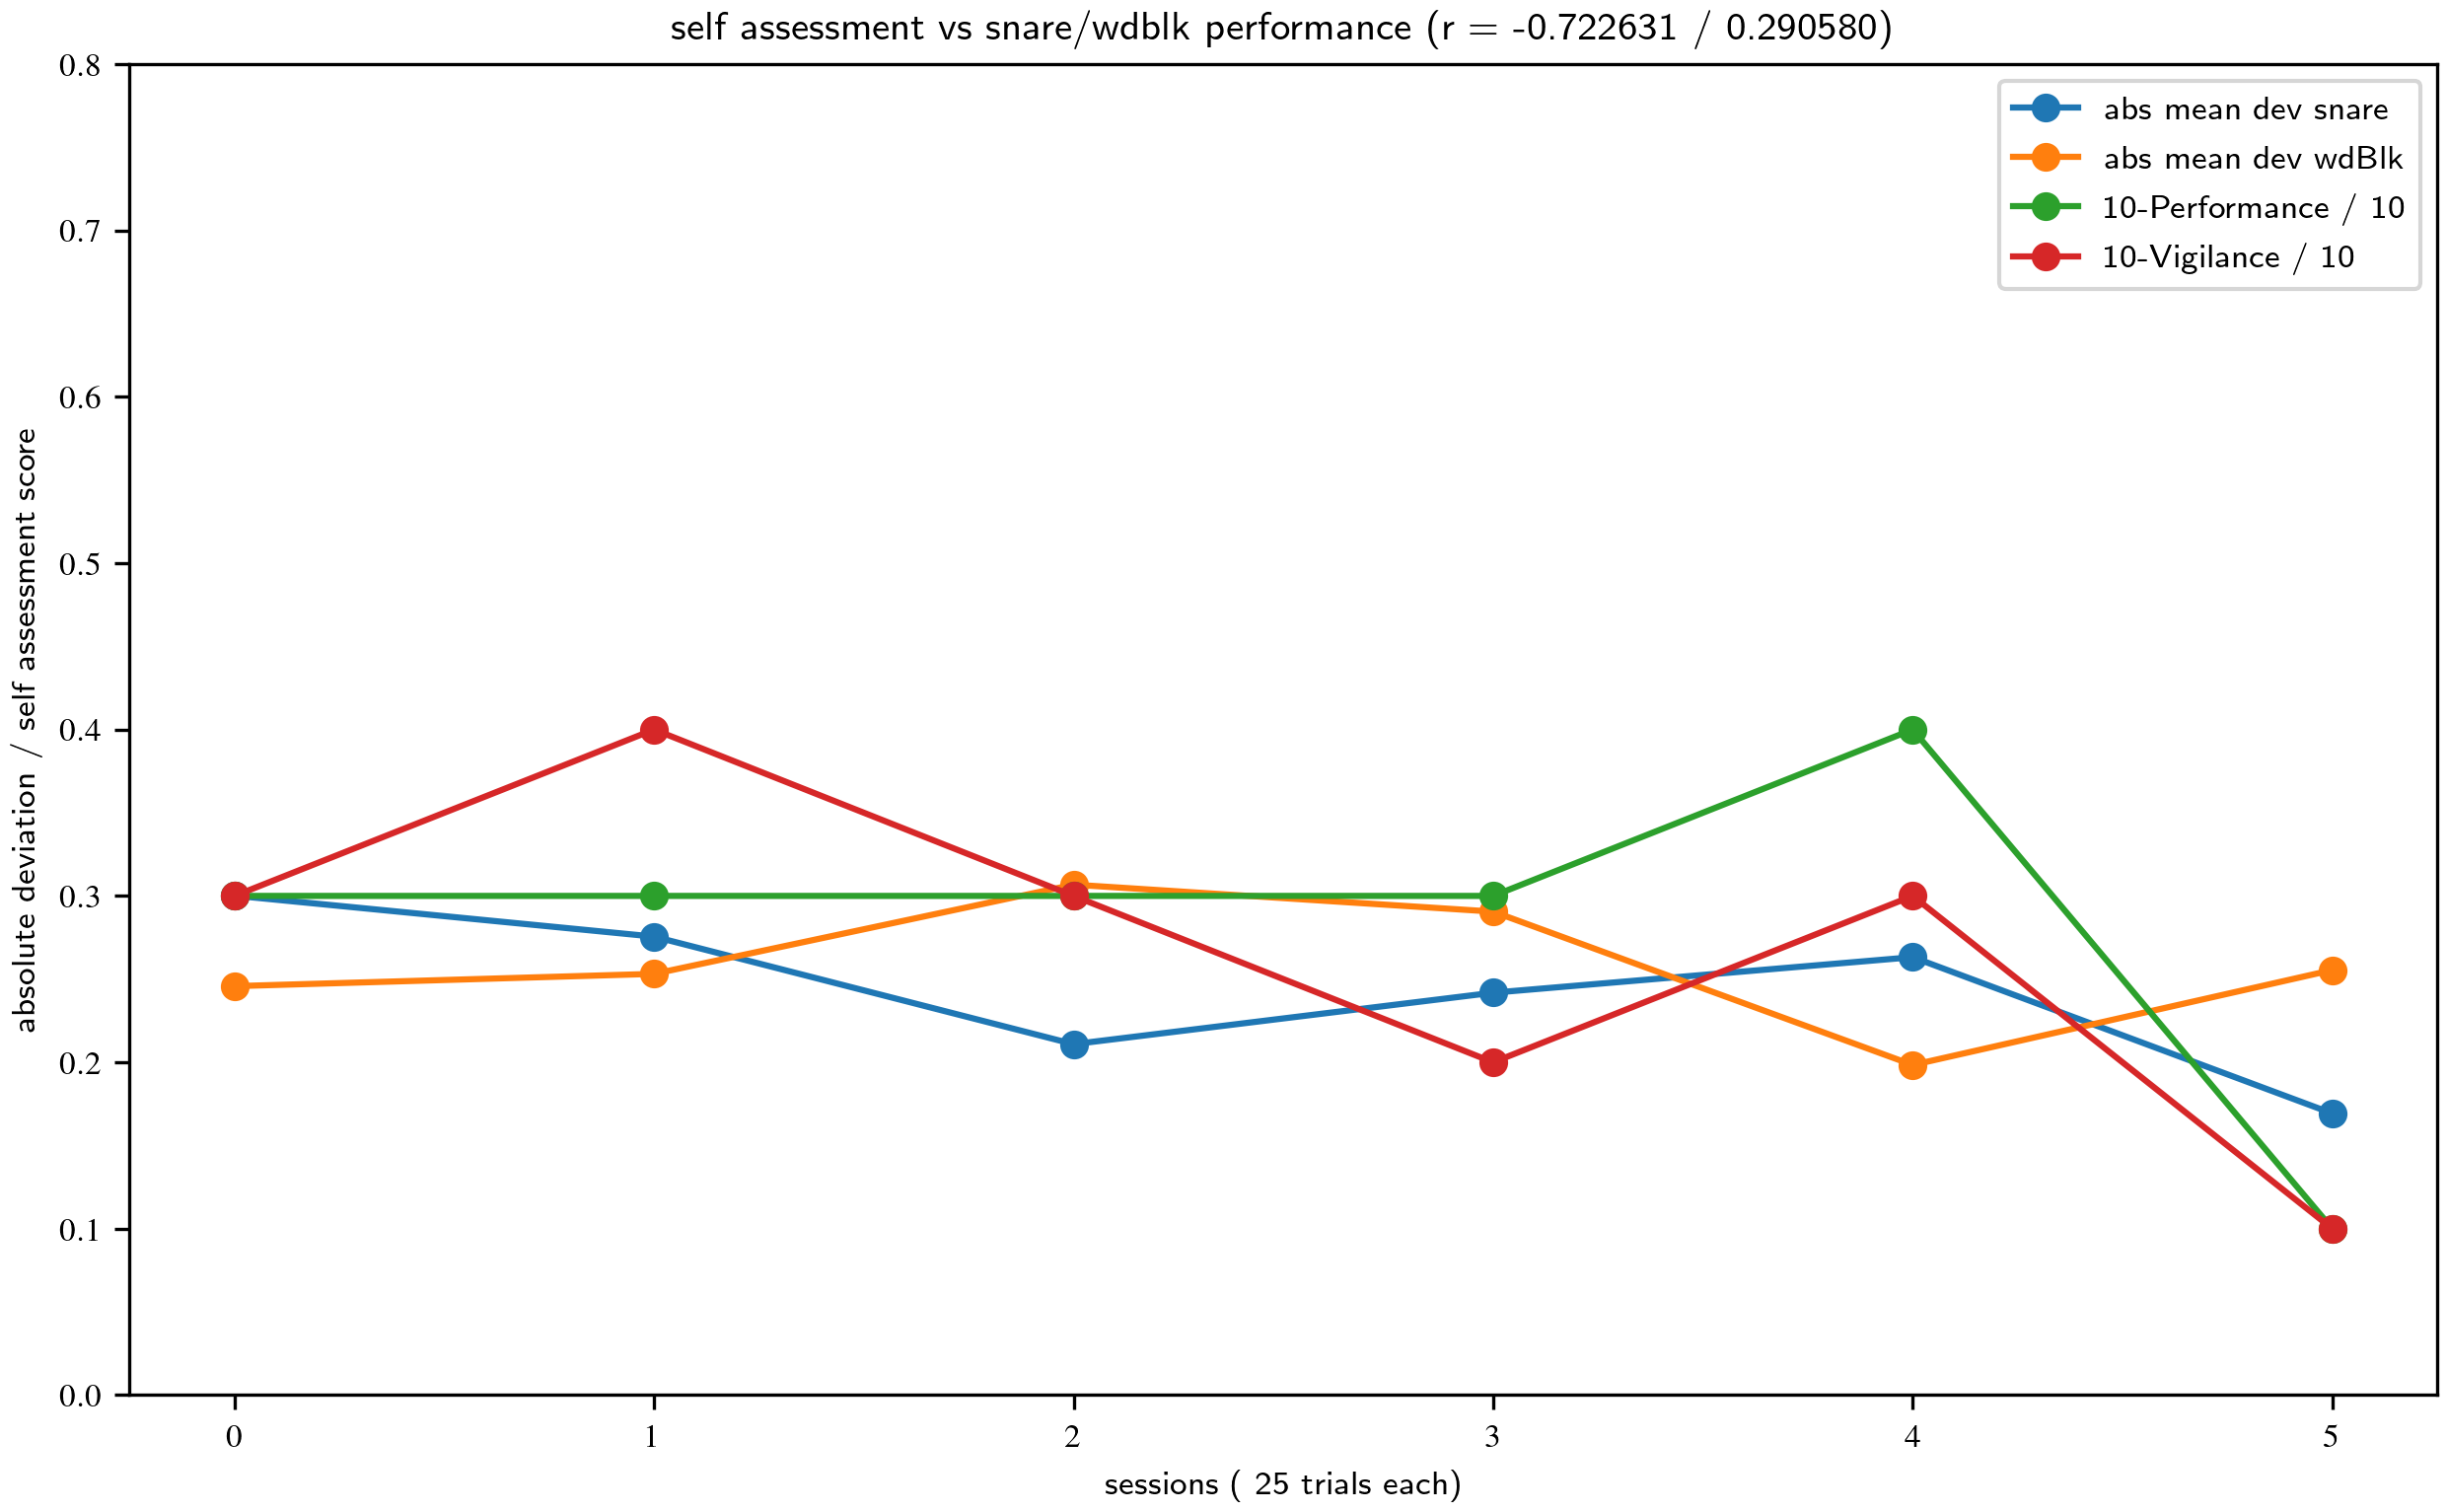 self assessment vs snare/wdblk performance (r = -0.722631 / 0.290580)
absolute deviation / self assessment score
0.8
0.7
0.6
0.5
0.4
0.3
0.2
0.1
0.0
abs mean dev snare
abs mean dev wdBlk
10-Performance / 10
10-Vigilance / 10
0 1 2 3 4 5
sessions ( 25 trials each)